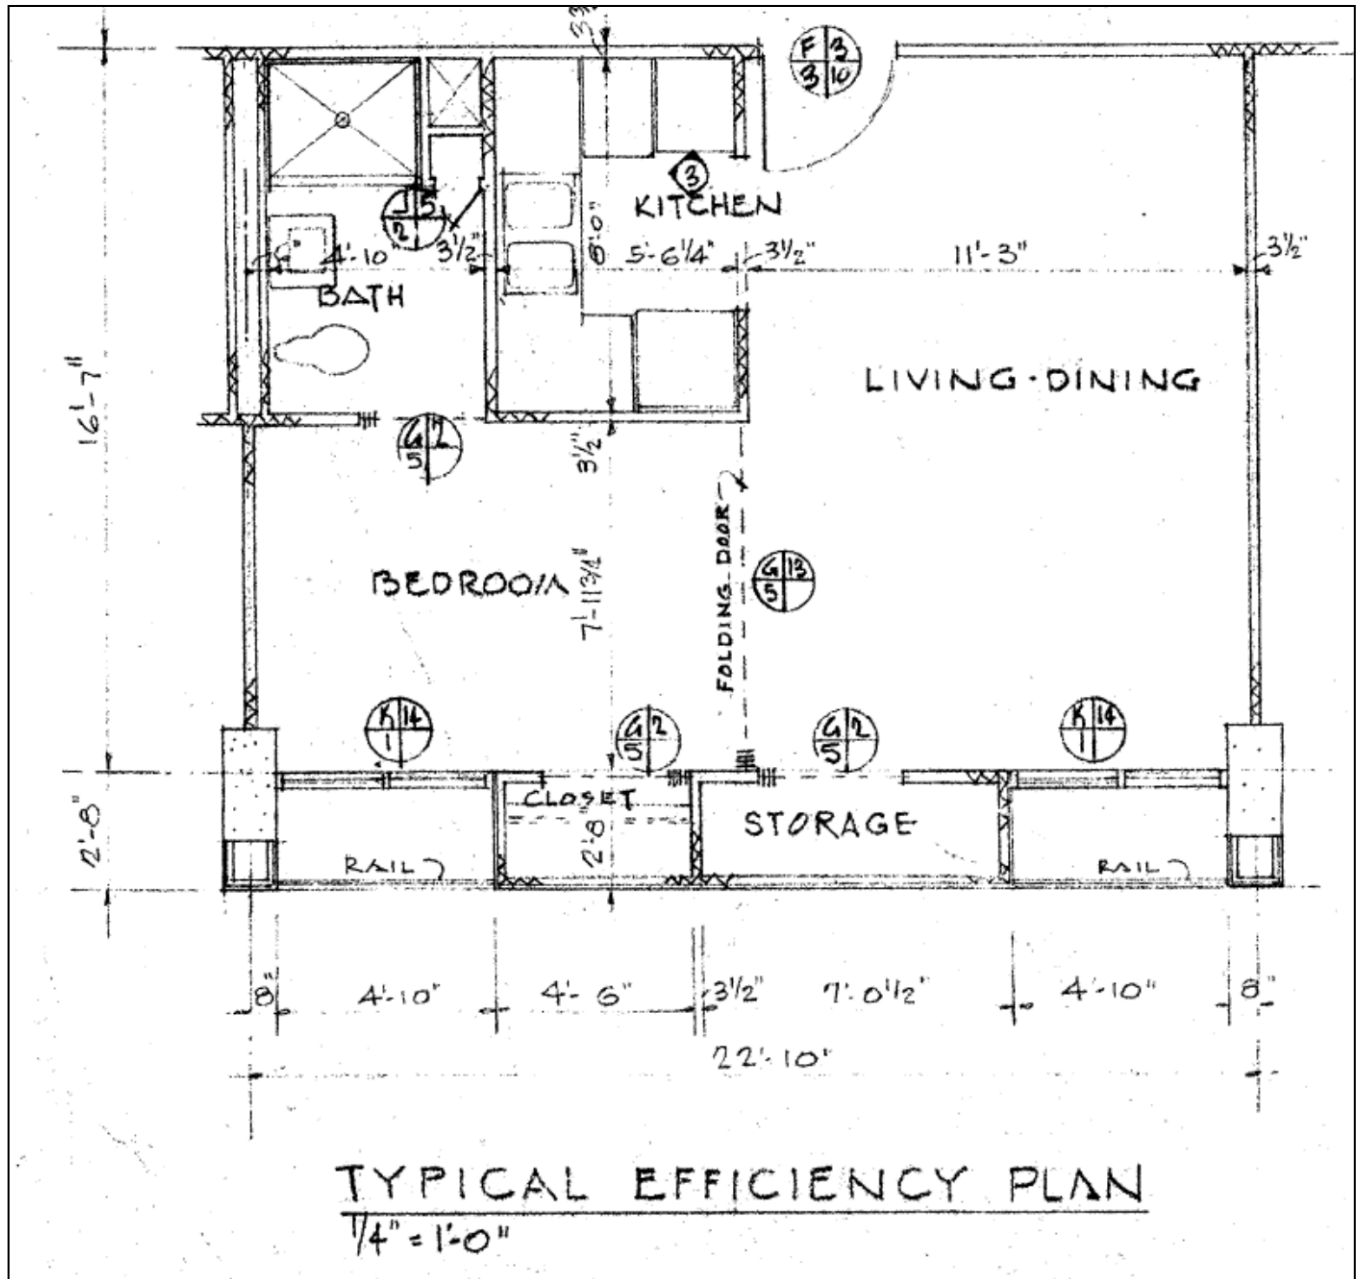 F 3
3 10
3
KITCHEN
J 5
2
4'-10"
3½"
8'-0"
5'-6¼"
3½"
11'-3"
3½"
BATH
16'-7"
LIVING-DINING
G 2
5
3½"
FOLDING DOOR
BEDROOM
7'-11¾"
G 13
5
K 14
1
G 2
5
G 2
5
K 14
1
2'-8"
CLOSET
STORAGE
2'-8"
RAIL
RAIL
8"
4'-10"
4'-6"
3½"
7'-0½"
4'-10"
8"
22'-10"
TYPICAL EFFICIENCY PLAN
1/4" = 1'-0"